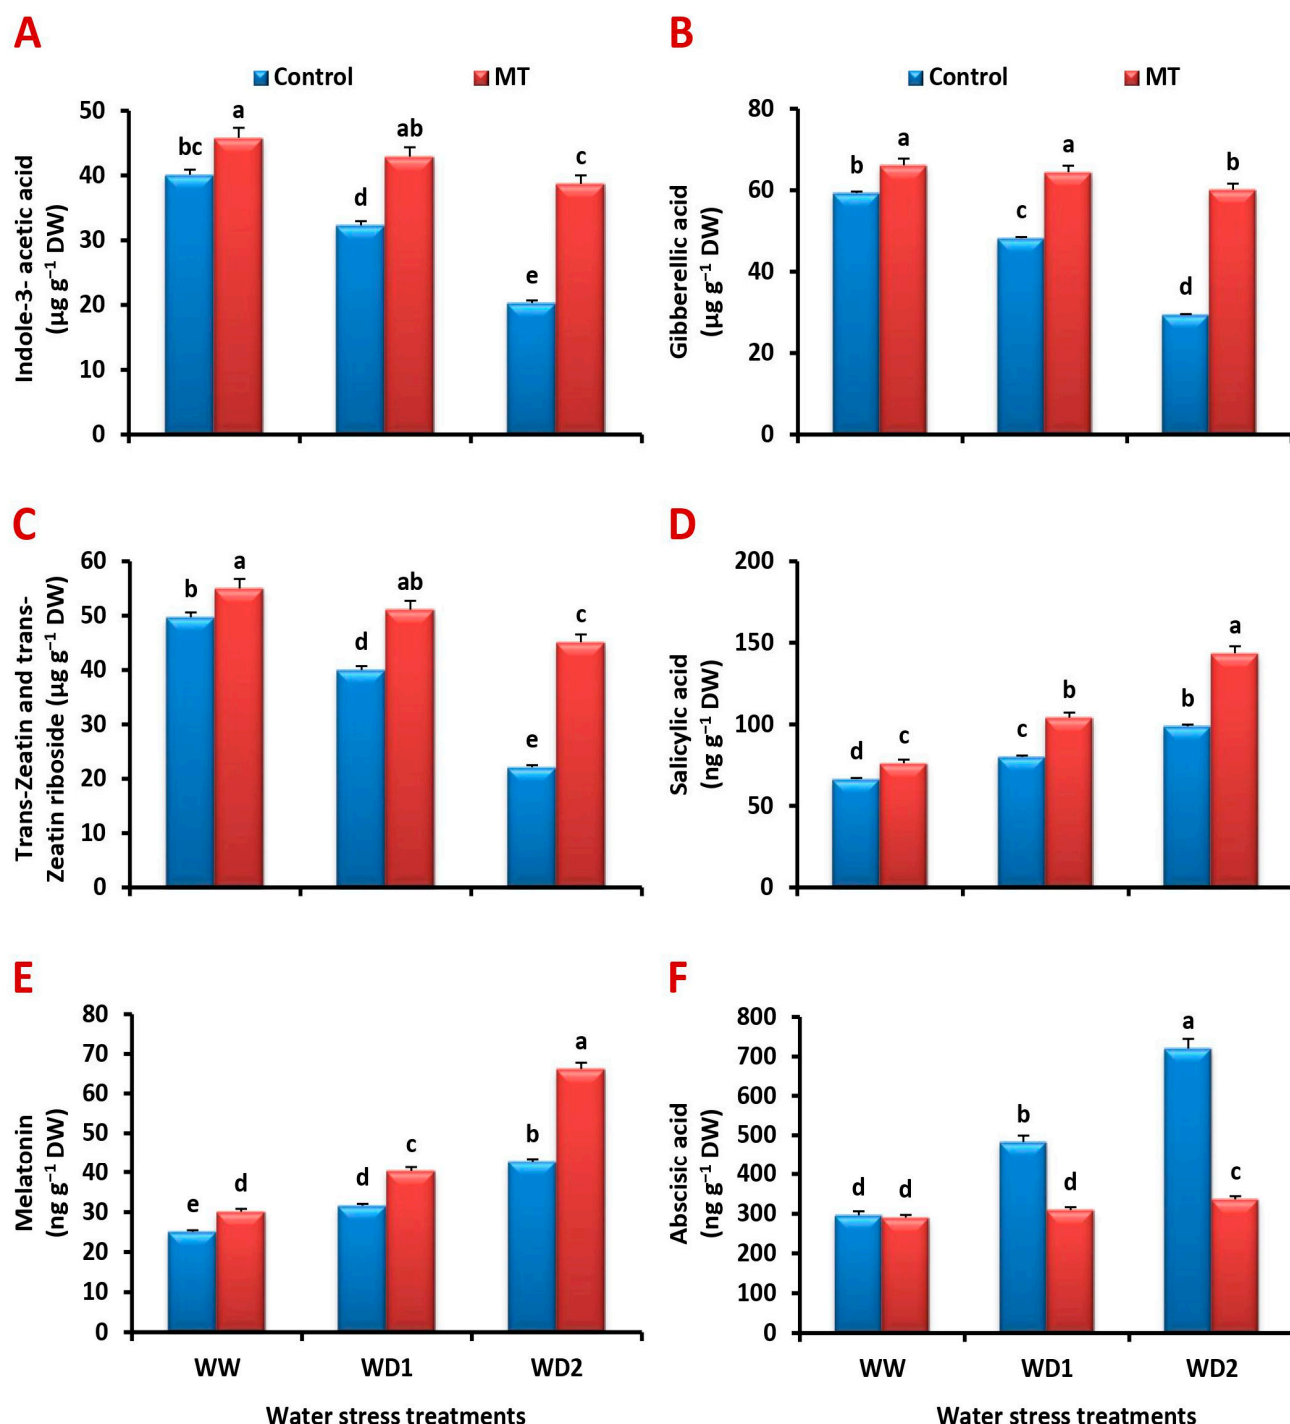 A
Control MT
Indole-3- acetic acid
(µg g⁻¹ DW)
50
40
30
20
10
0
bc a d ab e c
B
Control MT
Gibberellic acid
(µg g⁻¹ DW)
80
60
40
20
0
b a c a d b
C
Trans-Zeatin and trans-
Zeatin riboside (µg g⁻¹ DW)
60
50
40
30
20
10
0
b a d ab e c
D
Salicylic acid
(ng g⁻¹ DW)
200
150
100
50
0
d c c b b a
E
Melatonin
(ng g⁻¹ DW)
80
70
60
50
40
30
20
10
0
e d d c b a
WW WD1 WD2
Water stress treatments
F
Abscisic acid
(ng g⁻¹ DW)
800
700
600
500
400
300
200
100
0
d d b d a c
WW WD1 WD2
Water stress treatments